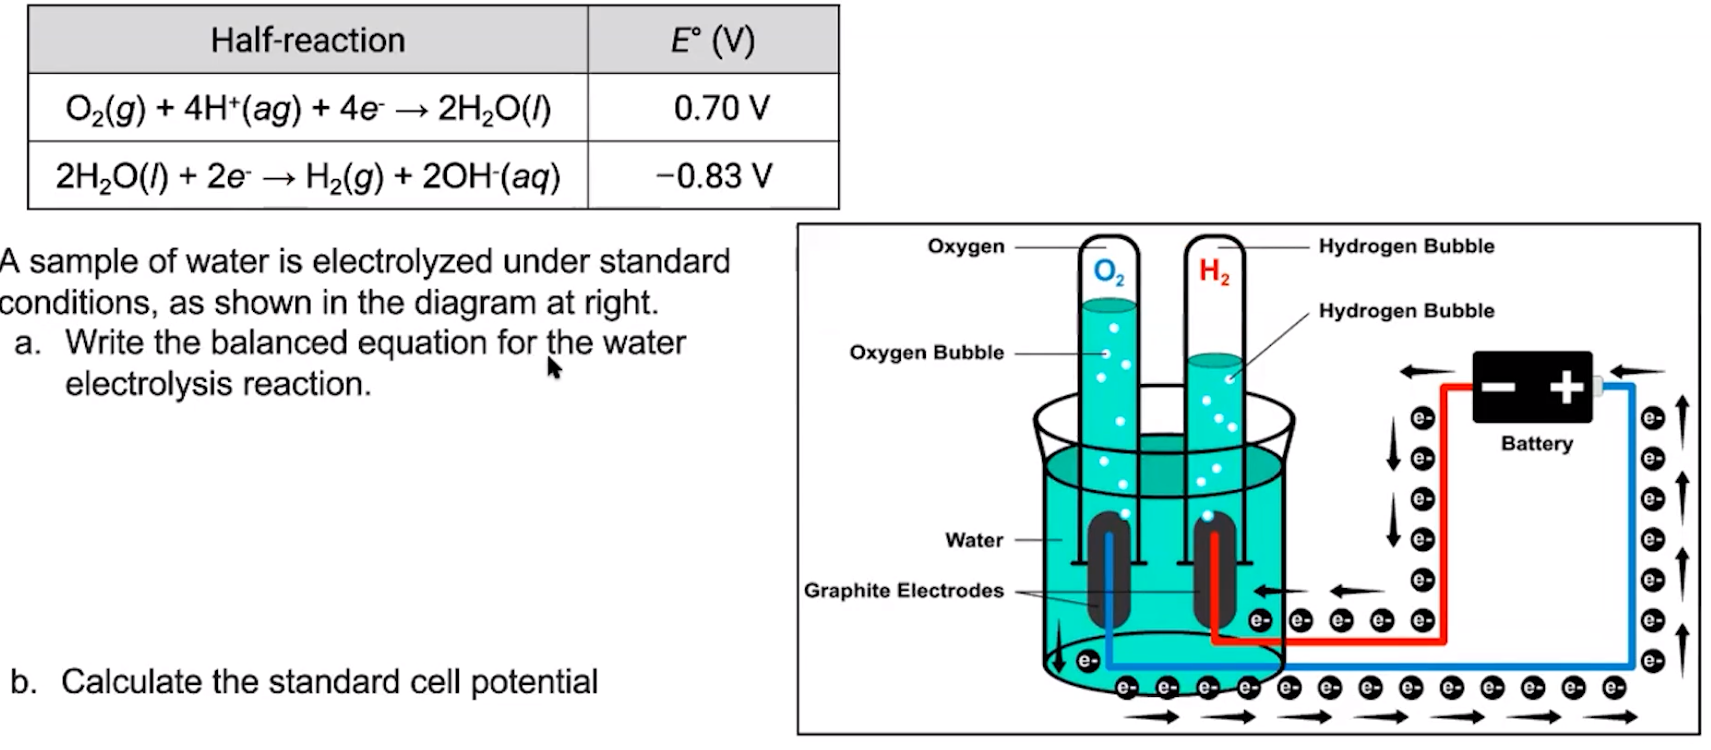 Half-reaction E° (V)
O₂(g) + 4H⁺(aq) + 4e⁻ → 2H₂O(l) 0.70 V
2H₂O(l) + 2e⁻ → H₂(g) + 2OH⁻(aq) −0.83 V
A sample of water is electrolyzed under standard
conditions, as shown in the diagram at right.
a. Write the balanced equation for the water
electrolysis reaction.
b. Calculate the standard cell potential
Oxygen
O₂
H₂
Hydrogen Bubble
Hydrogen Bubble
Oxygen Bubble
− +
Battery
Water
Graphite Electrodes
e- e-
e- e-
e- e-
e- e-
e- e-
e- e- e- e- e- e-
e- e-
e- e- e- e- e- e- e- e- e- e- e- e- e-